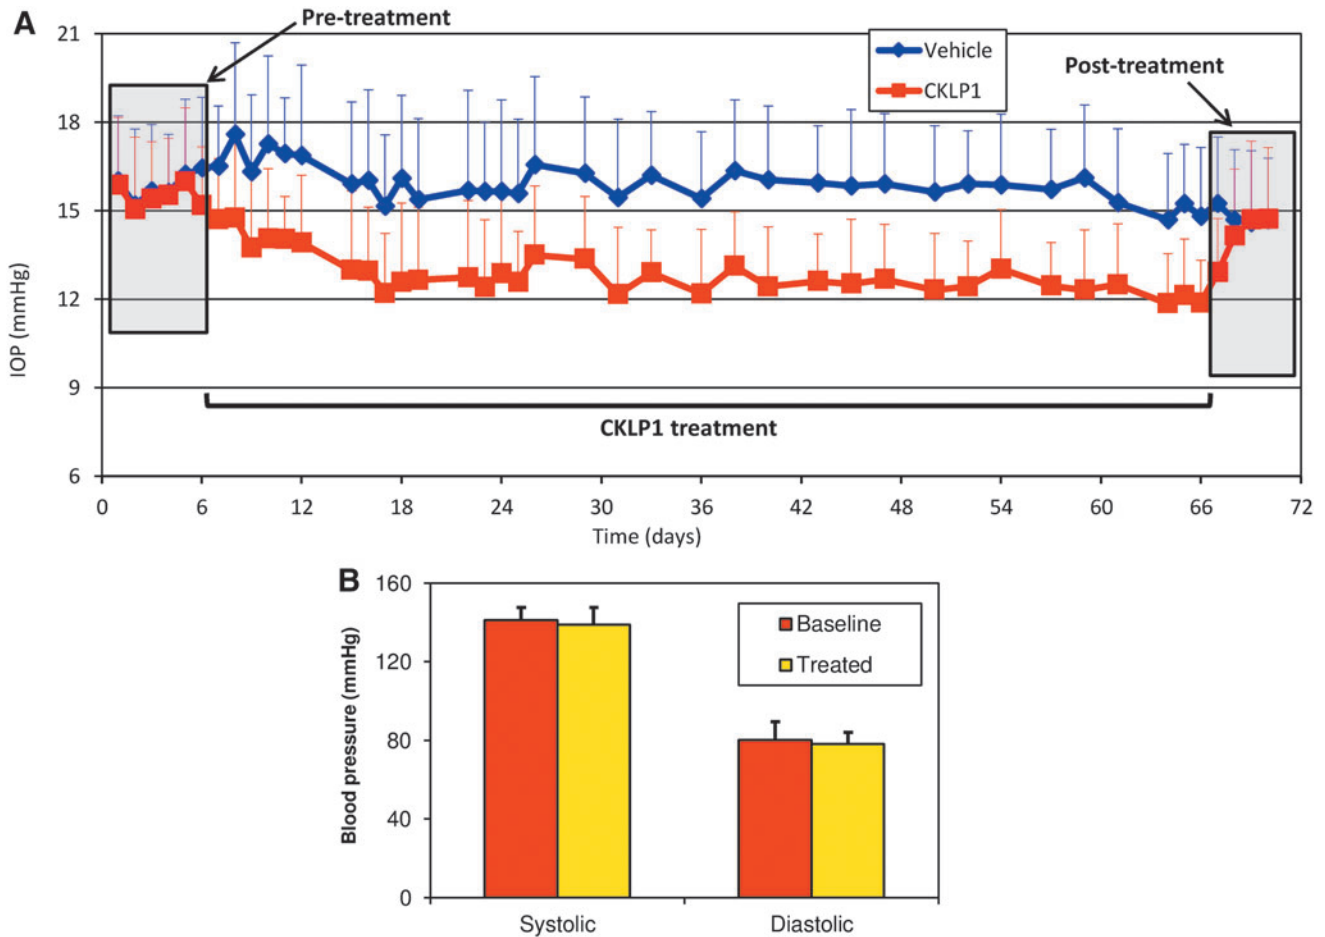 A
Pre-treatment
21
Vehicle
CKLP1
Post-treatment
18
15
12
9
6
IOP (mmHg)
CKLP1 treatment
0 6 12 18 24 30 36 42 48 54 60 66 72
Time (days)
B
160
120
80
40
0
Blood pressure (mmHg)
Baseline
Treated
Systolic Diastolic